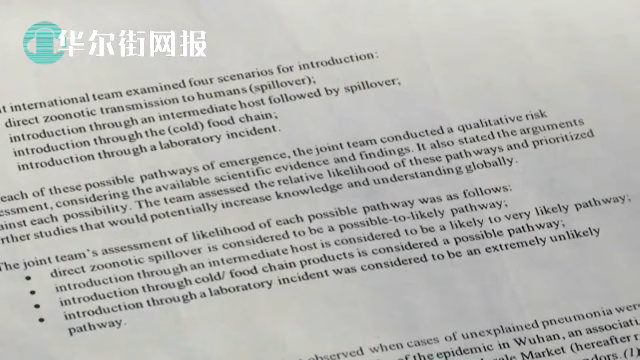 华尔街网报
international team examined four scenarios for introduction:
direct zoonotic transmission to humans (spillover);
introduction through an intermediate host followed by spillover;
introduction through the (cold) food chain;
introduction through a laboratory incident.
each of these possible pathways of emergence, the joint team conducted a qualitative risk
essment, considering the available scientific evidence and findings. It also stated the arguments
ainst each possibility. The team assessed the relative likelihood of these pathways and prioritized
rther studies that would potentially increase knowledge and understanding globally.
The joint team's assessment of likelihood of each possible pathway was as follows:
• direct zoonotic spillover is considered to be a possible-to-likely pathway;
• introduction through an intermediate host is considered to be a likely to very likely pathway;
• introduction through cold/ food chain products is considered a possible pathway;
• introduction through a laboratory incident was considered to be an extremely unlikely
pathway.
observed when cases of unexplained pneumonia were
of the epidemic in Wuhan, an associati
Market (hereafter r